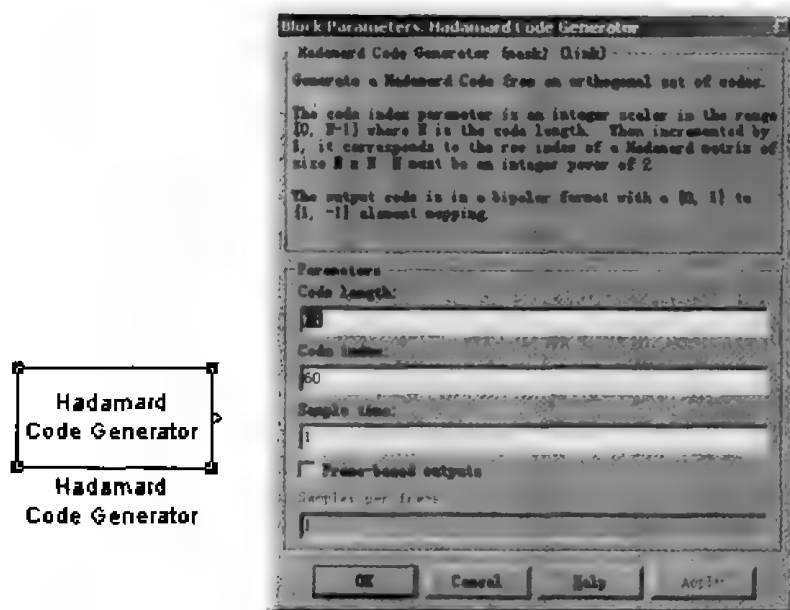 Block Parameters: Hadamard Code Generator
Hadamard Code Generator (mask) (link)
Generate a Hadamard Code from an orthogonal set of codes.
The code index parameter is an integer scalar in the range
[0, N-1] where N is the code length. When incremented by
1, it corresponds to the row index of a Hadamard matrix of
size N x N N must be an integer power of 2
The output code is in a bipolar format with a {0, 1} to
{1, -1} element mapping.
Parameters
Code length:
Code index:
60
Sample time:
1
Frame-based outputs
Samples per frame
1
OK
Cancel
Help
Apply
Hadamard
Code Generator
Hadamard
Code Generator